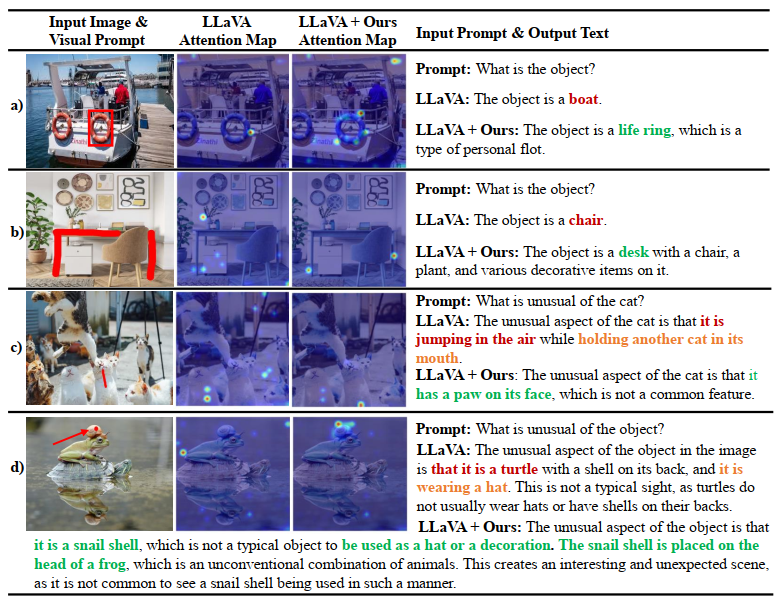 Input Image & Visual Prompt
LLaVA Attention Map
LLaVA + Ours Attention Map
Input Prompt & Output Text
a)
Prompt: What is the object?
LLaVA: The object is a boat.
LLaVA + Ours: The object is a life ring, which is a
type of personal flot.
b)
Prompt: What is the object?
LLaVA: The object is a chair.
LLaVA + Ours: The object is a desk with a chair, a
plant, and various decorative items on it.
c)
Prompt: What is unusual of the cat?
LLaVA: The unusual aspect of the cat is that it is
jumping in the air while holding another cat in its
mouth.
LLaVA + Ours: The unusual aspect of the cat is that it
has a paw on its face, which is not a common feature.
d)
Prompt: What is unusual of the object?
LLaVA: The unusual aspect of the object in the image
is that it is a turtle with a shell on its back, and it is
wearing a hat. This is not a typical sight, as turtles do
not usually wear hats or have shells on their backs.
LLaVA + Ours: The unusual aspect of the object is that
it is a snail shell, which is not a typical object to be used as a hat or a decoration. The snail shell is placed on the
head of a frog, which is an unconventional combination of animals. This creates an interesting and unexpected scene,
as it is not common to see a snail shell being used in such a manner.